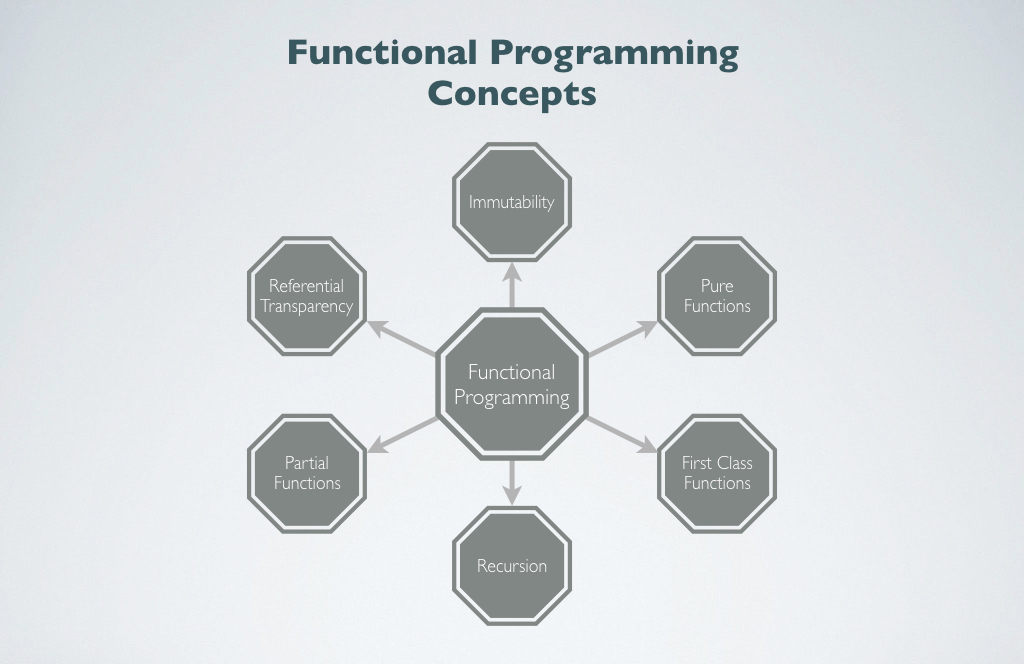 Functional Programming
Concepts
Immutability
Referential
Transparency
Pure
Functions
Functional
Programming
Partial
Functions
First Class
Functions
Recursion